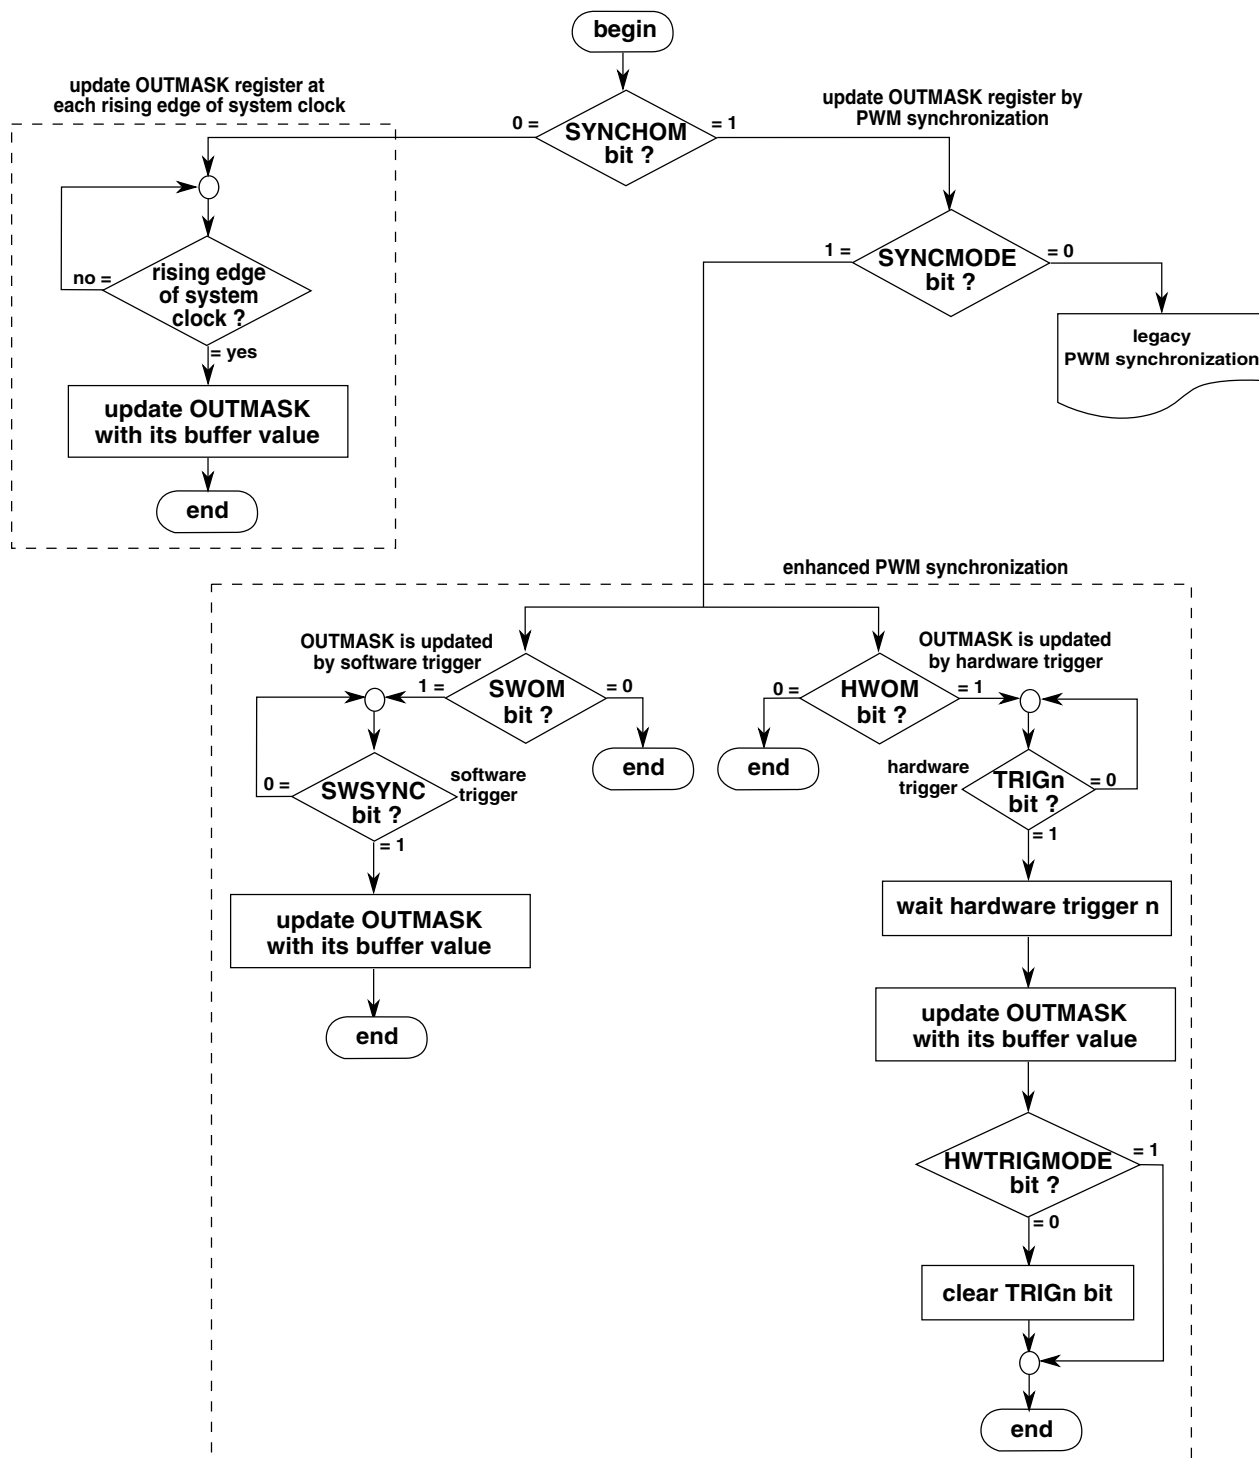 begin
update OUTMASK register at
each rising edge of system clock
update OUTMASK register by
PWM synchronization
0 =
SYNCHOM
bit ?
= 1
rising edge
of system
clock ?
no =
= yes
update OUTMASK
with its buffer value
end
1 =
SYNCMODE
bit ?
= 0
legacy
PWM synchronization
enhanced PWM synchronization
OUTMASK is updated
by software trigger
1 =
SWOM
bit ?
= 0
end
0 =
SWSYNC
bit ?
software
trigger
= 1
update OUTMASK
with its buffer value
end
OUTMASK is updated
by hardware trigger
0 =
HWOM
bit ?
= 1
end
hardware
trigger
TRIGn
bit ?
= 0
= 1
wait hardware trigger n
update OUTMASK
with its buffer value
HWTRIGMODE
bit ?
= 1
= 0
clear TRIGn bit
end